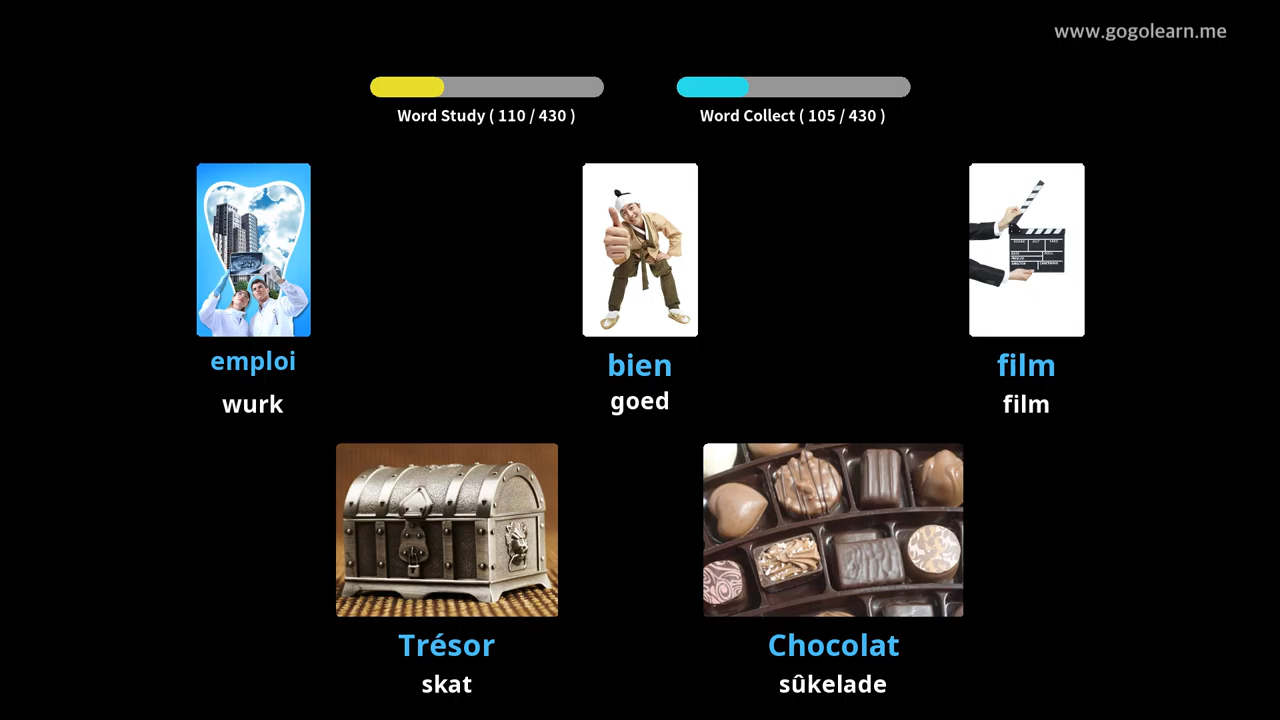 www.gogolearn.me
Word Study ( 110 / 430 )
Word Collect ( 105 / 430 )
emploi
wurk
bien
goed
film
film
Trésor
skat
Chocolat
sûkelade